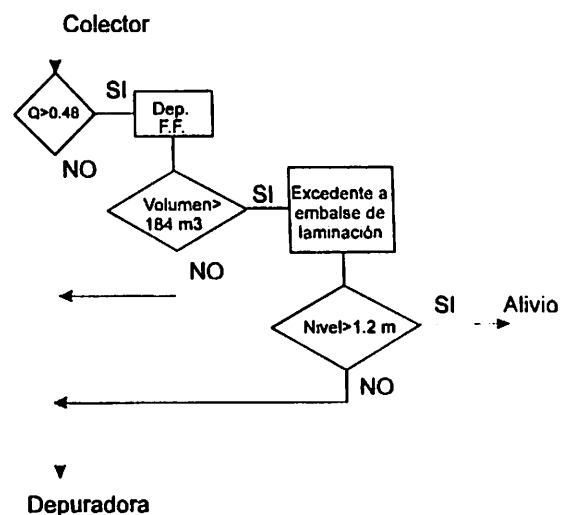 Colector
SI
Q>0.48
Dep.
F.F.
NO
SI
Volumen>
184 m3
Excedente a
embalse de
laminación
NO
SI
Alivio
Nivel>1.2 m
NO
Depuradora